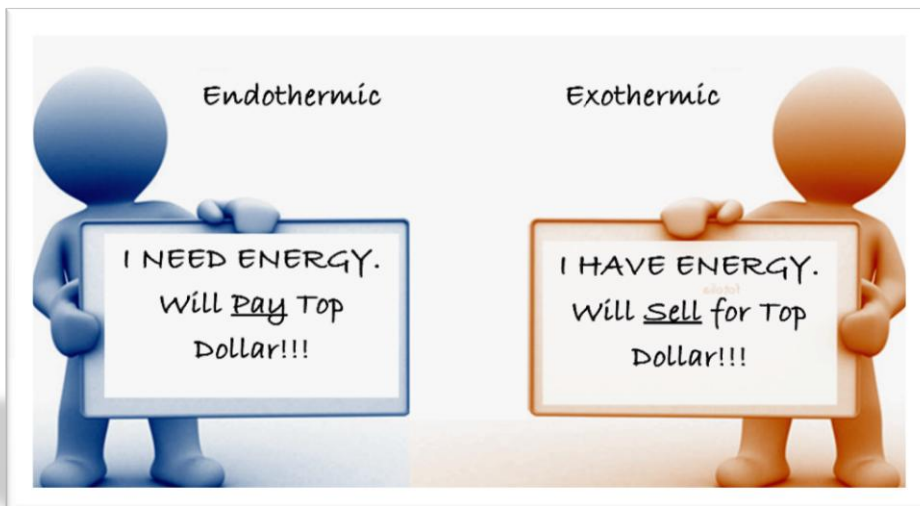 Endothermic
Exothermic
I NEED ENERGY.
Will Pay Top
Dollar!!!
I HAVE ENERGY.
Will Sell for Top
Dollar!!!